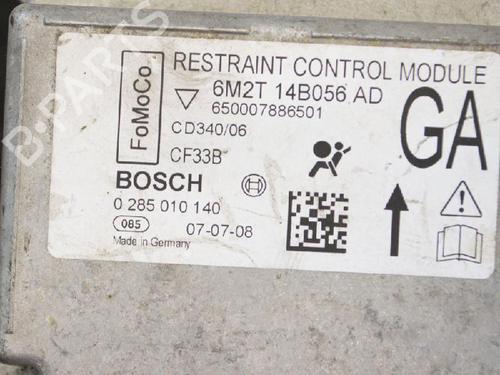 RESTRAINT CONTROL MODULE
FoMoCo
6M2T 14B056 AD
650007886501
GA
CD340/06
CF33B
BOSCH
0 285 010 140
085
07-07-08
Made in Germany
B-PARTS